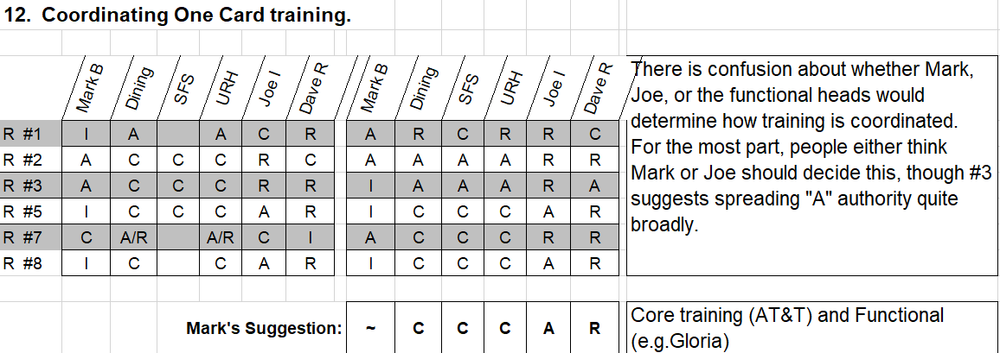 12. Coordinating One Card training.
Mark B Dining SFS URH Joe I Dave R Mark B Dining SFS URH Joe I Dave R
R #1 I A A C R A R C R R C
R #2 A C C C R C A A A A R R
R #3 A C C C R R I A A A R A
R #5 I C C C A R I C C C A R
R #7 C A/R A/R C I A C C C R R
R #8 I C C A R I C C C A R
There is confusion about whether Mark,
Joe, or the functional heads would
determine how training is coordinated.
For the most part, people either think
Mark or Joe should decide this, though #3
suggests spreading "A" authority quite
broadly.
Mark's Suggestion: ~ C C C A R
Core training (AT&T) and Functional
(e.g.Gloria)